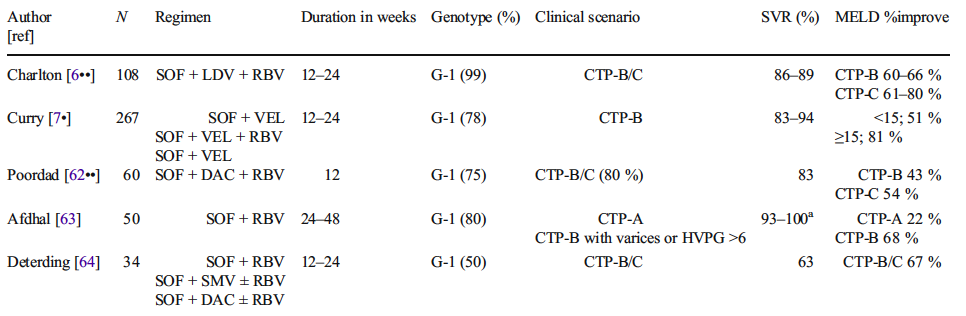 Author [ref] N Regimen Duration in weeks Genotype (%) Clinical scenario SVR (%) MELD %improve
Charlton [6••] 108 SOF + LDV + RBV 12–24 G-1 (99) CTP-B/C 86–89 CTP-B 60–66 %
CTP-C 61–80 %
Curry [7•] 267 SOF + VEL 12–24 G-1 (78) CTP-B 83–94 <15; 51 %
SOF + VEL + RBV ≥15; 81 %
SOF + VEL
Poordad [62••] 60 SOF + DAC + RBV 12 G-1 (75) CTP-B/C (80 %) 83 CTP-B 43 %
CTP-C 54 %
Afdhal [63] 50 SOF + RBV 24–48 G-1 (80) CTP-A 93–100a CTP-A 22 %
CTP-B with varices or HVPG >6 CTP-B 68 %
Deterding [64] 34 SOF + RBV 12–24 G-1 (50) CTP-B/C 63 CTP-B/C 67 %
SOF + SMV ± RBV
SOF + DAC ± RBV